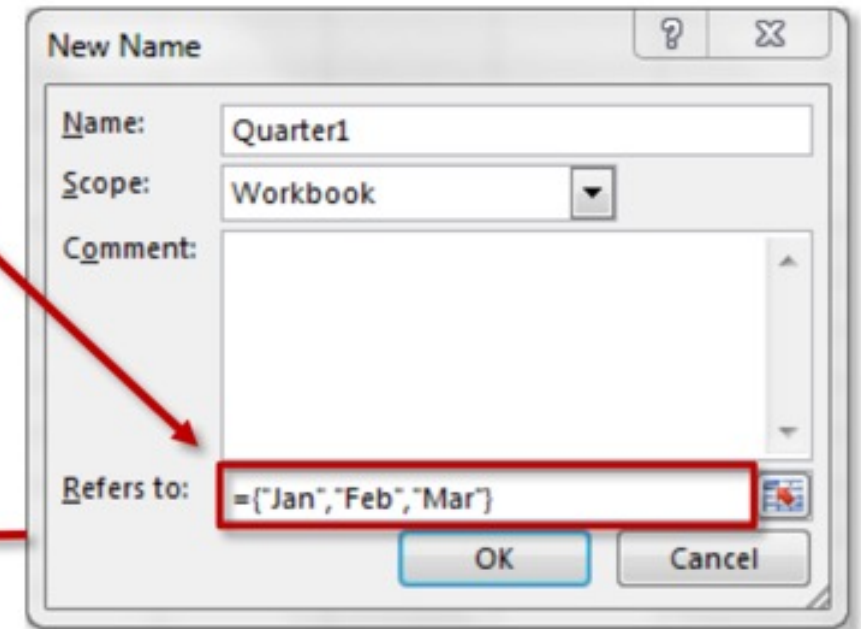 New Name
Name: Quarter1
Scope: Workbook
Comment:
Refers to: ={"Jan","Feb","Mar"}
OK Cancel